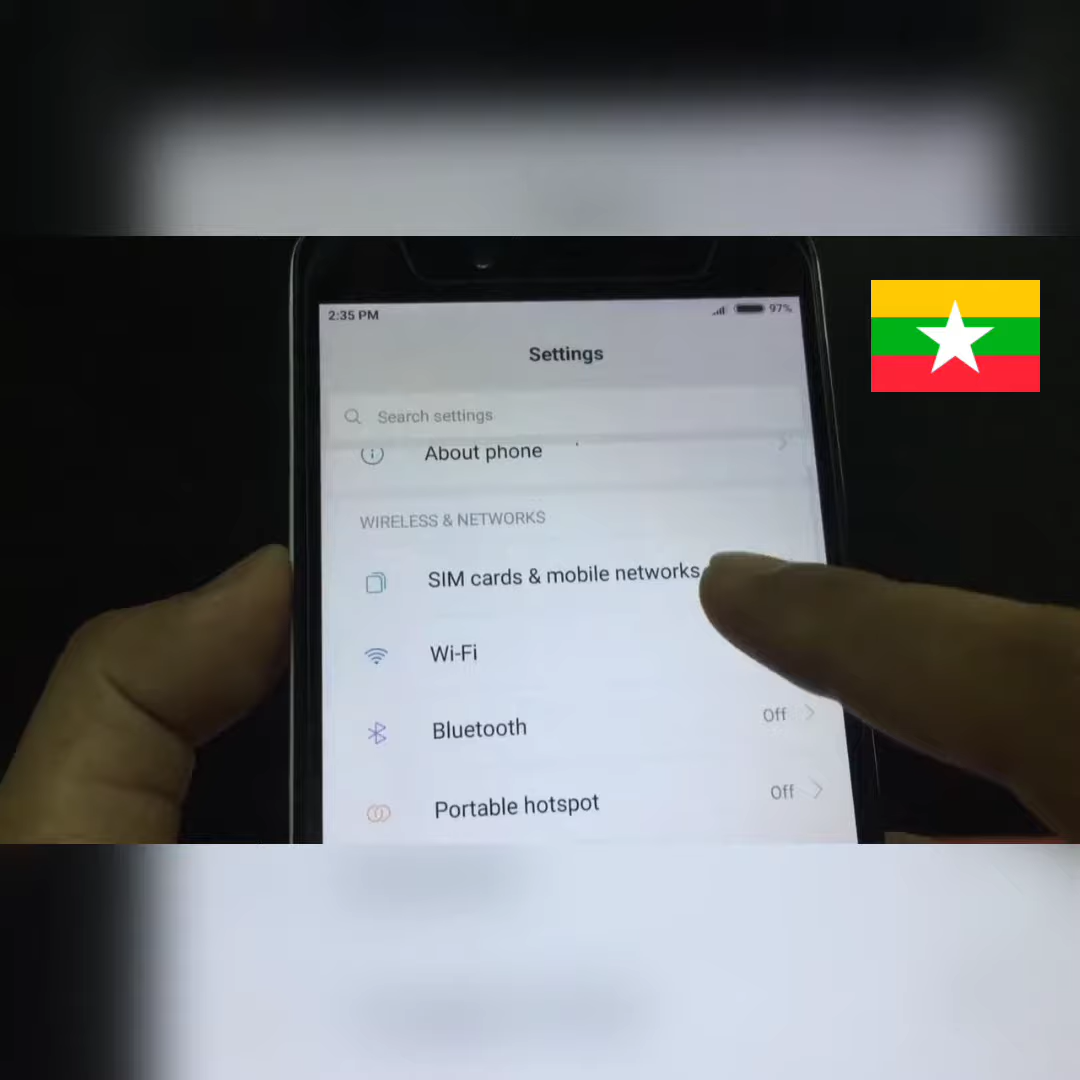 2:35 PM
97%
Settings
Search settings
About phone
WIRELESS & NETWORKS
SIM cards & mobile networks
Wi-Fi
Bluetooth
Off
Portable hotspot
Off